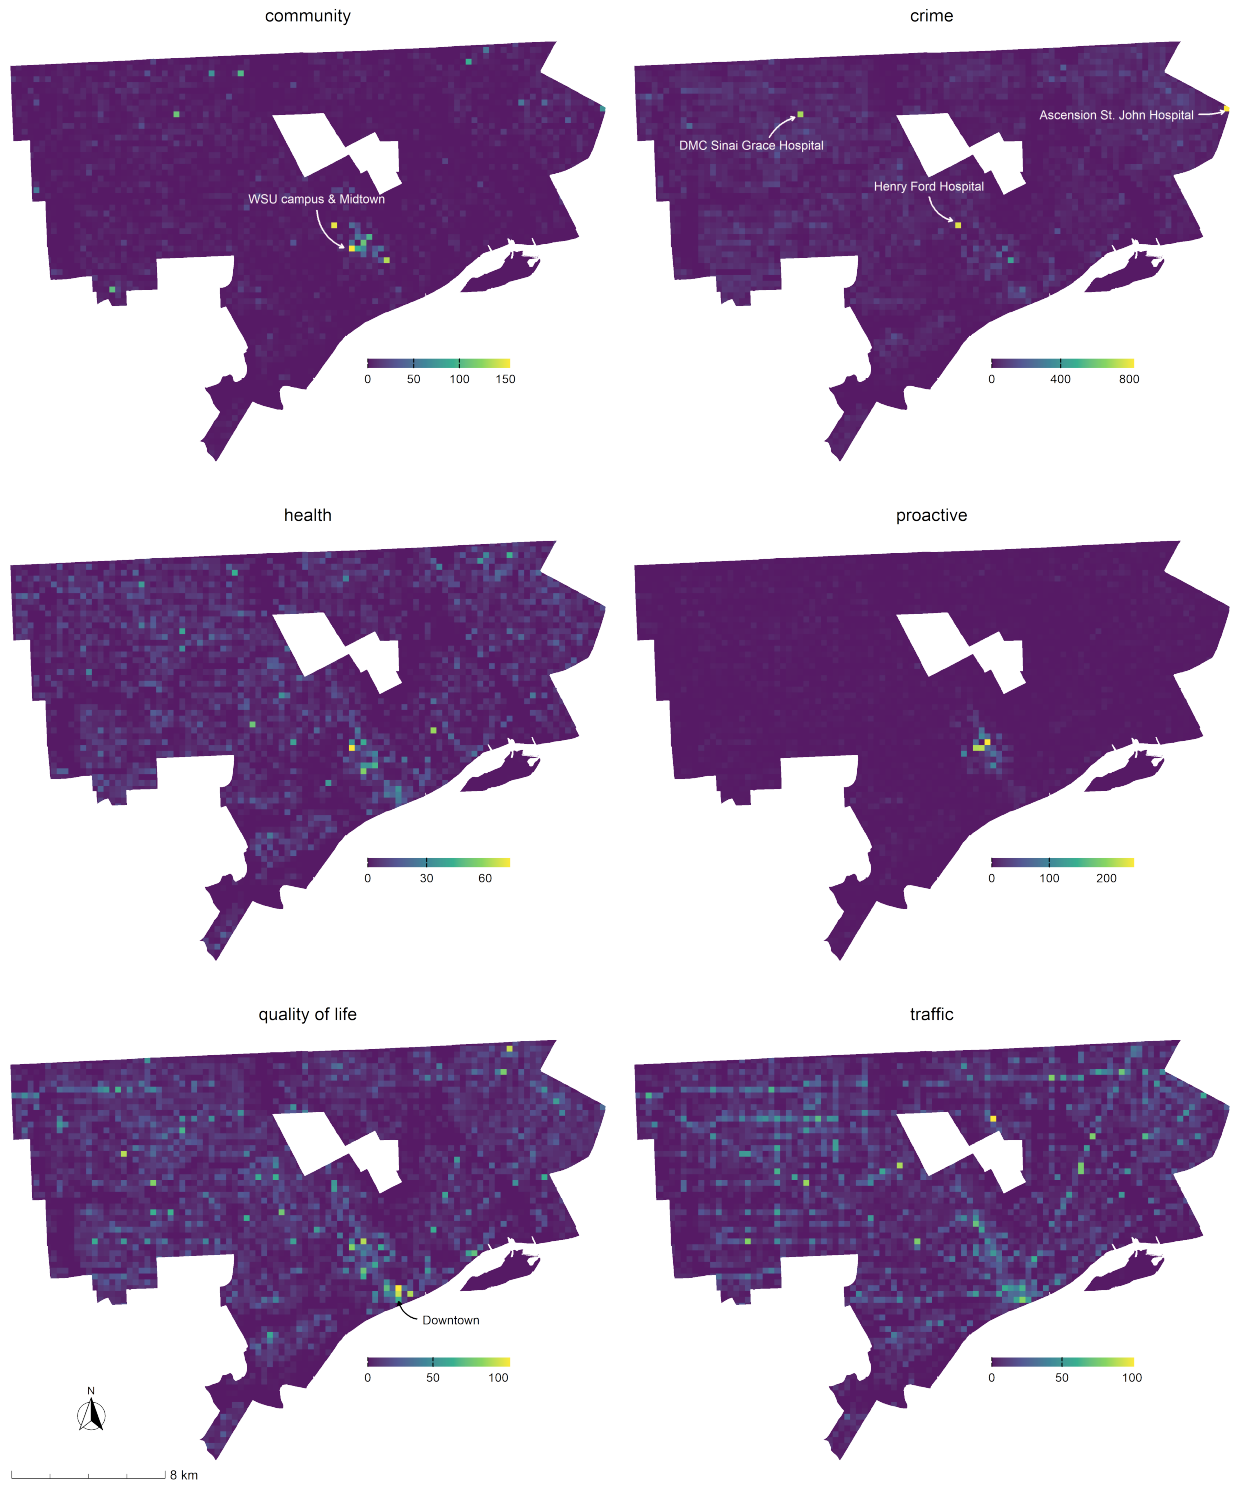 community
crime
Ascension St. John Hospital
DMC Sinai Grace Hospital
Henry Ford Hospital
WSU campus & Midtown
0 50 100 150
0 400 800
health
proactive
0 30 60
0 100 200
quality of life
traffic
Downtown
0 50 100
0 50 100
N
8 km